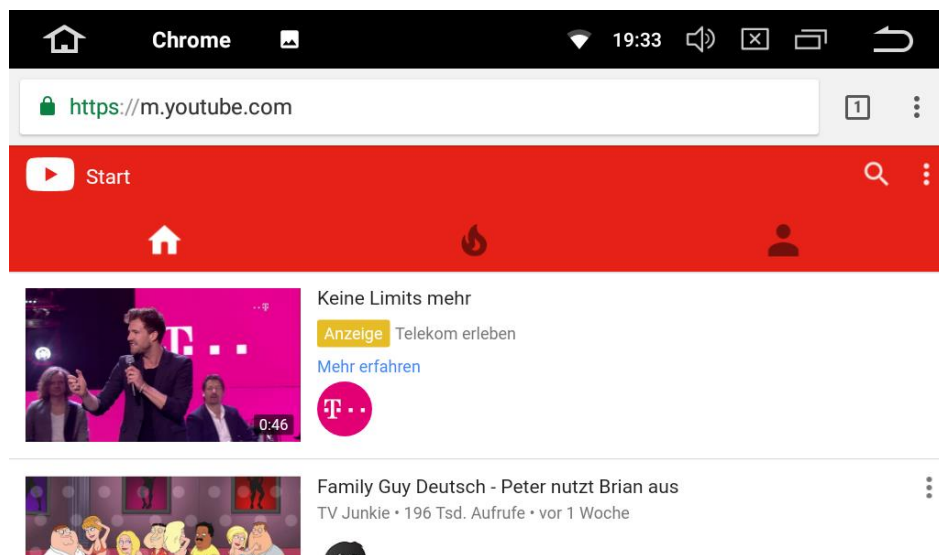 Chrome
19:33
https://m.youtube.com
1
Start
Keine Limits mehr
Anzeige Telekom erleben
Mehr erfahren
T..
T..
T..
0:46
Family Guy Deutsch - Peter nutzt Brian aus
TV Junkie • 196 Tsd. Aufrufe • vor 1 Woche